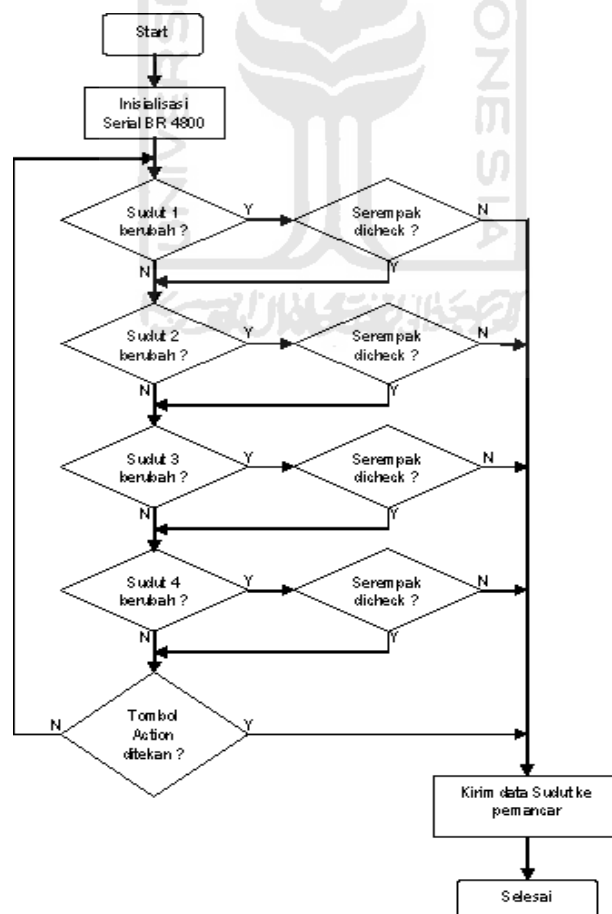 Start
Inisialisasi
Serial BR 4800
Sudut 1
berubah ?
Y
Serempak
dicheck ?
N
N
Y
Sudut 2
berubah ?
Y
Serempak
dicheck ?
N
N
Y
Sudut 3
berubah ?
Y
Serempak
dicheck ?
N
N
Y
Sudut 4
berubah ?
Y
Serempak
dicheck ?
N
N
Y
Tombol
Action
ditekan ?
N
Y
Kirim data Sudut ke
pemancar
Selesai